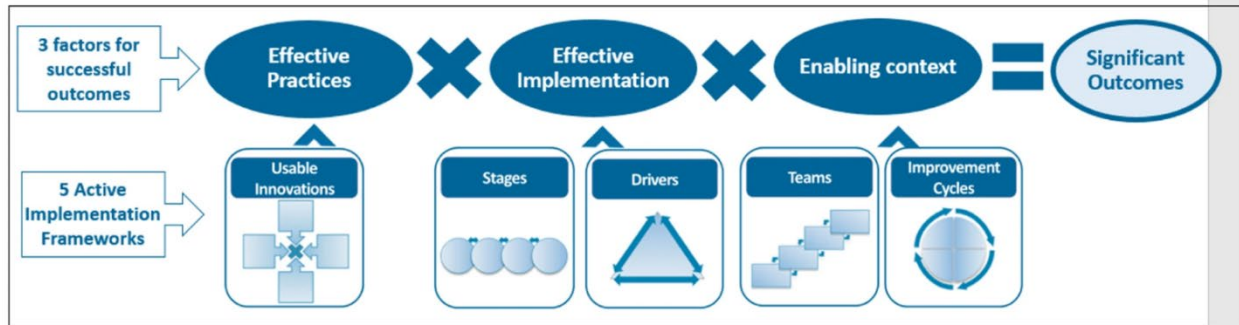 3 factors for
successful
outcomes
Effective
Practices
Effective
Implementation
Enabling context
Significant
Outcomes
5 Active
Implementation
Frameworks
Usable
Innovations
Stages
Drivers
Teams
Improvement
Cycles